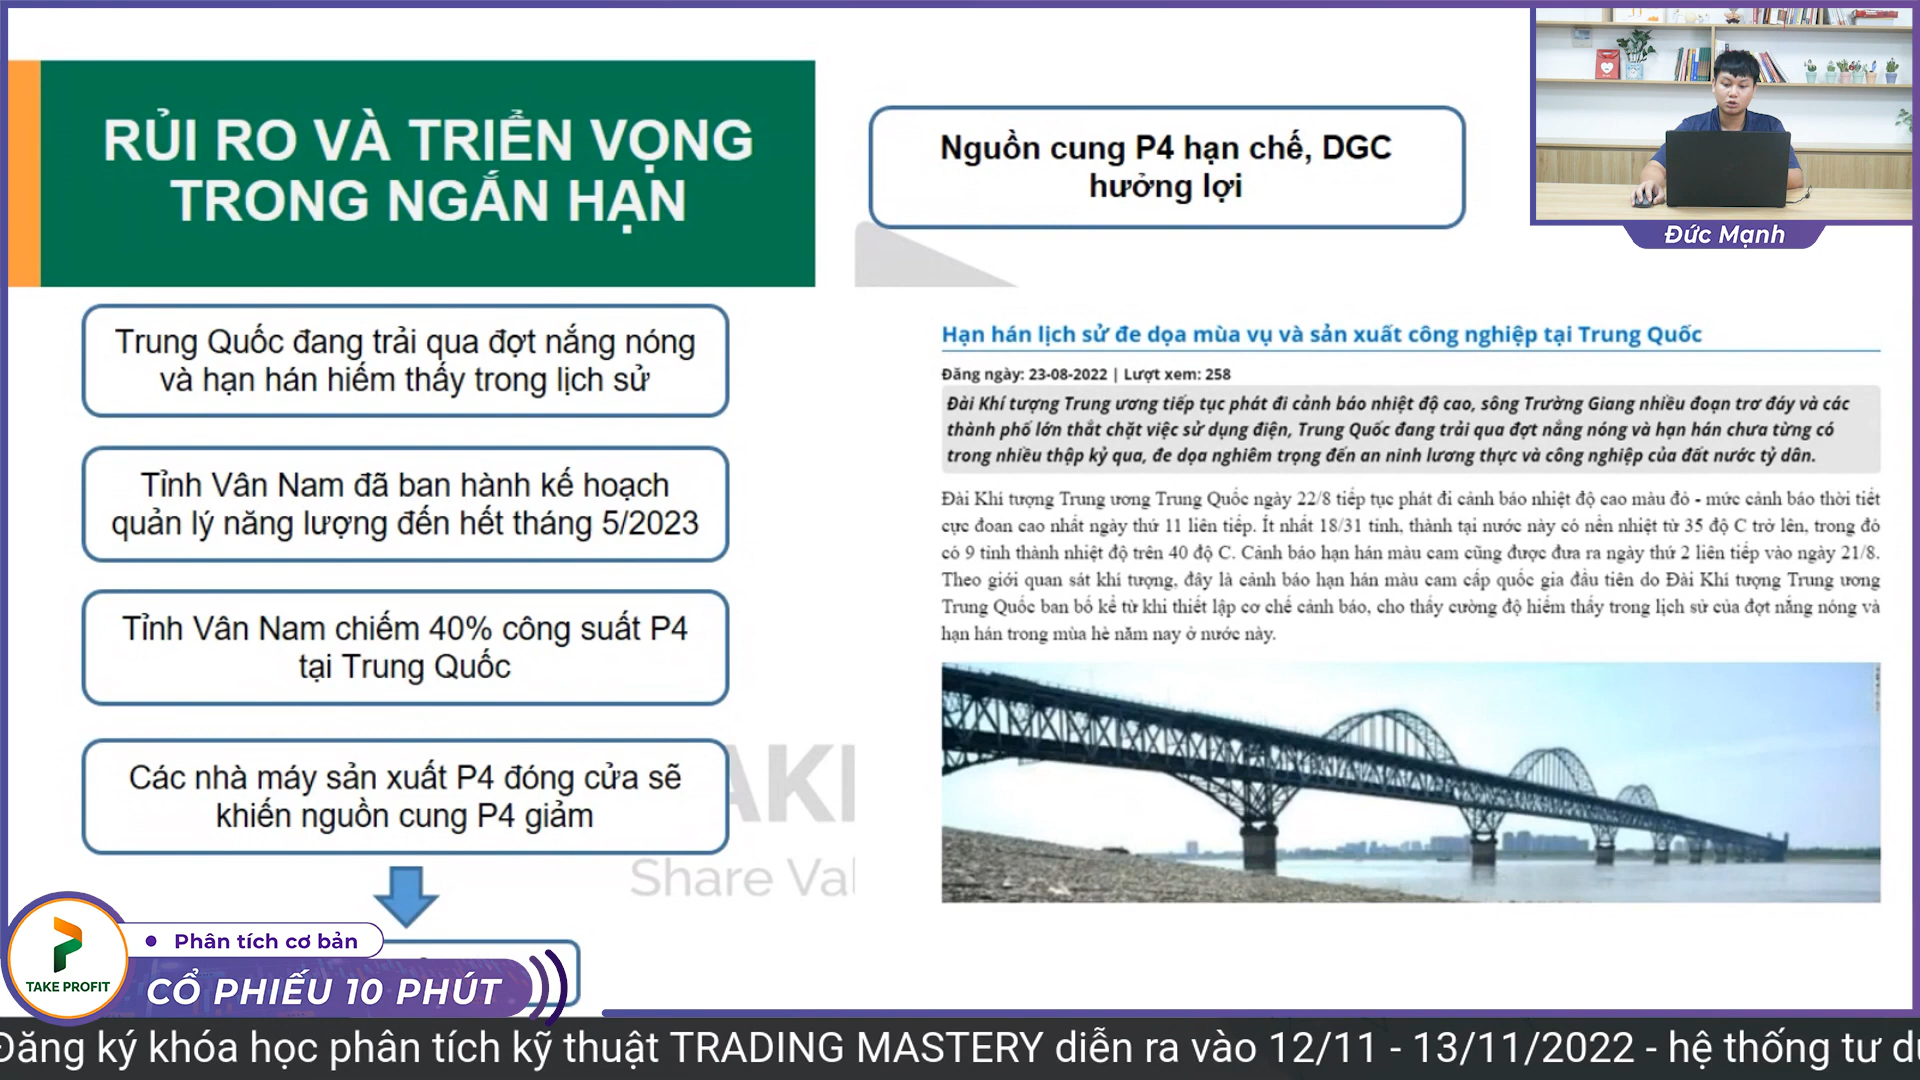 RỦI RO VÀ TRIỂN VỌNG
TRONG NGẮN HẠN
Nguồn cung P4 hạn chế, DGC
hưởng lợi
Đức Mạnh
Trung Quốc đang trải qua đợt nắng nóng
và hạn hán hiếm thấy trong lịch sử
Tỉnh Vân Nam đã ban hành kế hoạch
quản lý năng lượng đến hết tháng 5/2023
Tỉnh Vân Nam chiếm 40% công suất P4
tại Trung Quốc
Các nhà máy sản xuất P4 đóng cửa sẽ
khiến nguồn cung P4 giảm
Hạn hán lịch sử đe dọa mùa vụ và sản xuất công nghiệp tại Trung Quốc
Đăng ngày: 23-08-2022 | Lượt xem: 258
Đài Khí tượng Trung ương tiếp tục phát đi cảnh báo nhiệt độ cao, sông Trường Giang nhiều đoạn trơ đáy và các
thành phố lớn thắt chặt việc sử dụng điện, Trung Quốc đang trải qua đợt nắng nóng và hạn hán chưa từng có
trong nhiều thập kỷ qua, đe dọa nghiêm trọng đến an ninh lương thực và công nghiệp của đất nước tỷ dân.
Đài Khí tượng Trung ương Trung Quốc ngày 22/8 tiếp tục phát đi cảnh báo nhiệt độ cao màu đỏ - mức cảnh báo thời tiết
cực đoan cao nhất ngày thứ 11 liên tiếp. Ít nhất 18/31 tỉnh, thành tại nước này có nền nhiệt từ 35 độ C trở lên, trong đó
có 9 tỉnh thành nhiệt độ trên 40 độ C. Cảnh báo hạn hán màu cam cũng được đưa ra ngày thứ 2 liên tiếp vào ngày 21/8.
Theo giới quan sát khí tượng, đây là cảnh báo hạn hán màu cam cấp quốc gia đầu tiên do Đài Khí tượng Trung ương
Trung Quốc ban bố kể từ khi thiết lập cơ chế cảnh báo, cho thấy cường độ hiếm thấy trong lịch sử của đợt nắng nóng và
hạn hán trong mùa hè năm nay ở nước này.
AKE
Share Val
TAKE PROFIT
• Phân tích cơ bản
CỔ PHIẾU 10 PHÚT
Đăng ký khóa học phân tích kỹ thuật TRADING MASTERY diễn ra vào 12/11 - 13/11/2022 - hệ thống tư du